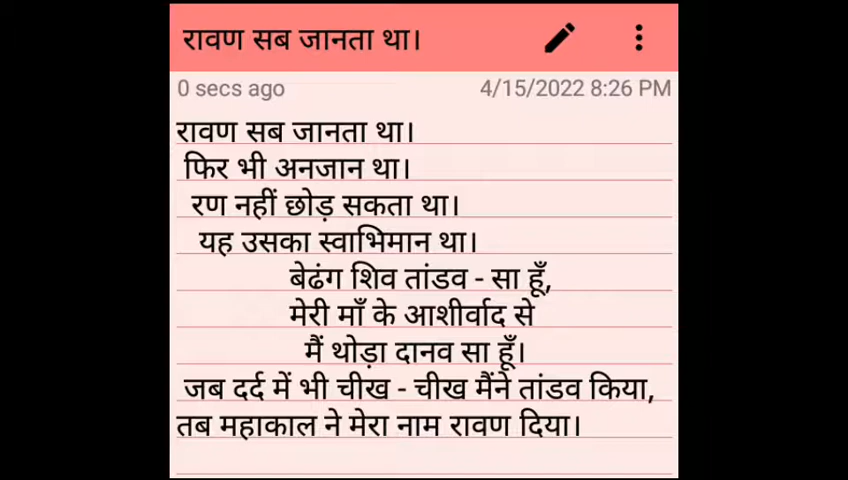 रावण सब जानता था।
0 secs ago 4/15/2022 8:26 PM
रावण सब जानता था।
फिर भी अनजान था।
रण नहीं छोड़ सकता था।
यह उसका स्वाभिमान था।
बेढंग शिव तांडव - सा हूँ,
मेरी माँ के आशीर्वाद से
मैं थोड़ा दानव सा हूँ।
जब दर्द में भी चीख - चीख मैंने तांडव किया,
तब महाकाल ने मेरा नाम रावण दिया।